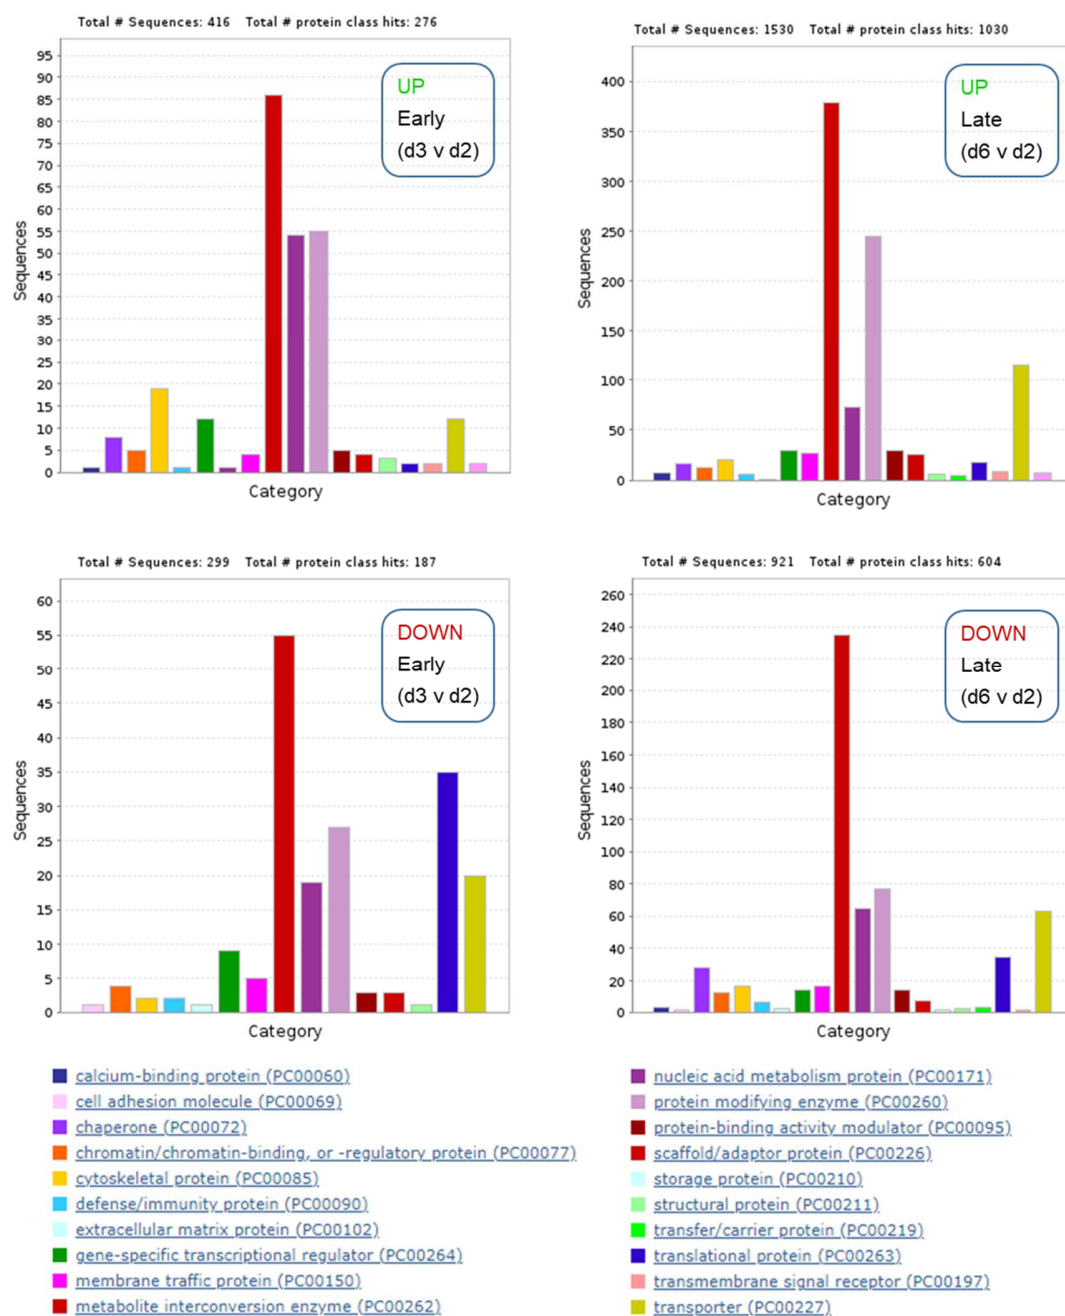 Total # Sequences: 416 Total # protein class hits: 276
95
90
85
80
75
70
65
60
55
50
45
40
35
30
25
20
15
10
5
0
Sequences
Category
UP
Early
(d3 v d2)
Total # Sequences: 1530 Total # protein class hits: 1030
400
350
300
250
200
150
100
50
0
Sequences
Category
UP
Late
(d6 v d2)
Total # Sequences: 299 Total # protein class hits: 187
60
55
50
45
40
35
30
25
20
15
10
5
0
Sequences
Category
DOWN
Early
(d3 v d2)
Total # Sequences: 921 Total # protein class hits: 604
260
240
220
200
180
160
140
120
100
80
60
40
20
0
Sequences
Category
DOWN
Late
(d6 v d2)
calcium-binding protein (PC00060)
cell adhesion molecule (PC00069)
chaperone (PC00072)
chromatin/chromatin-binding, or -regulatory protein (PC00077)
cytoskeletal protein (PC00085)
defense/immunity protein (PC00090)
extracellular matrix protein (PC00102)
gene-specific transcriptional regulator (PC00264)
membrane traffic protein (PC00150)
metabolite interconversion enzyme (PC00262)
nucleic acid metabolism protein (PC00171)
protein modifying enzyme (PC00260)
protein-binding activity modulator (PC00095)
scaffold/adaptor protein (PC00226)
storage protein (PC00210)
structural protein (PC00211)
transfer/carrier protein (PC00219)
translational protein (PC00263)
transmembrane signal receptor (PC00197)
transporter (PC00227)